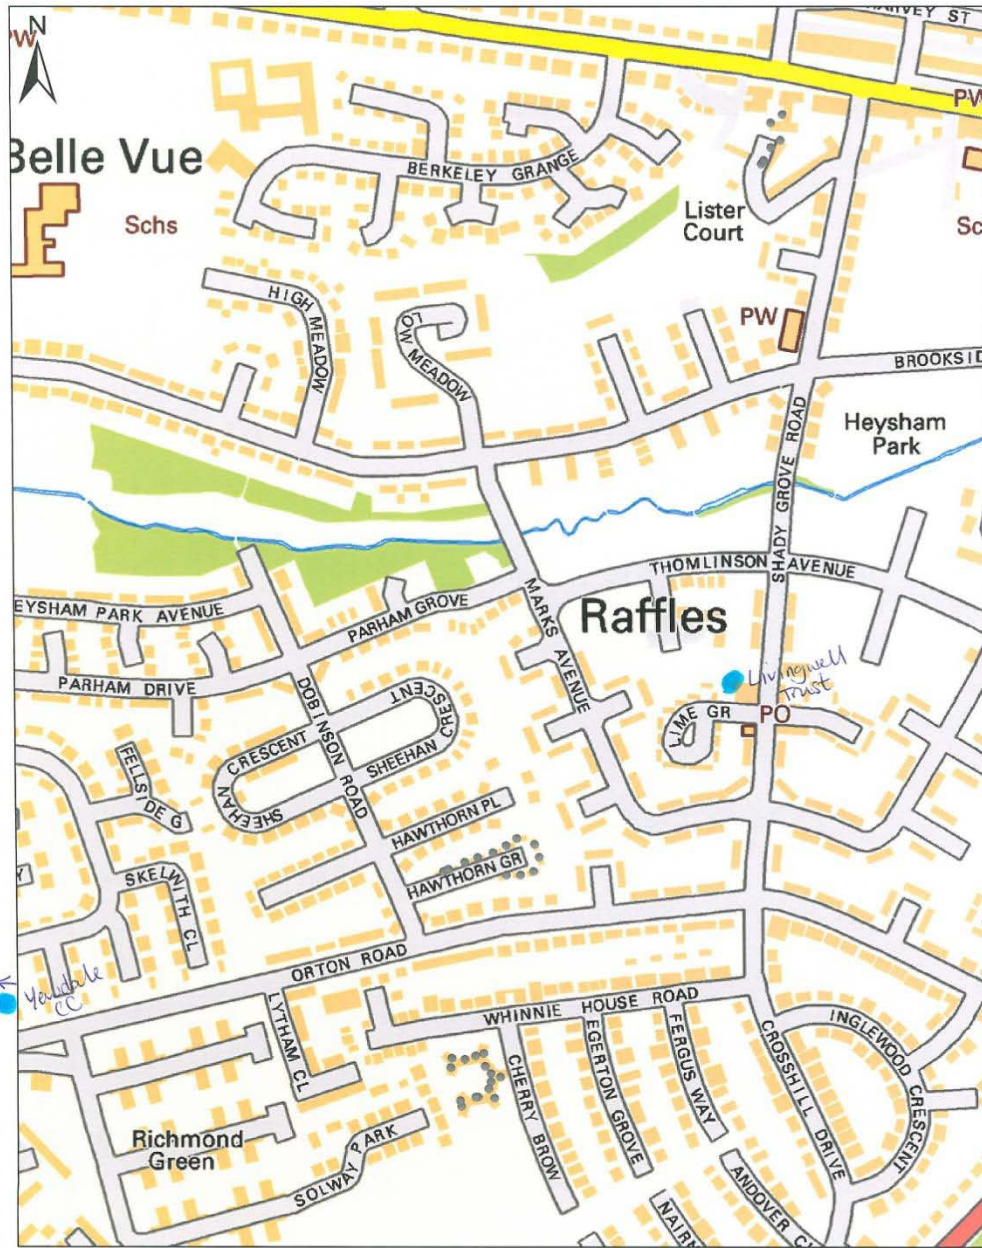 N
PW
HARVEY ST
PW
Belle Vue
BERKELEY GRANGE
Schs
Lister
Court
Sc
HIGH MEADOW
LOW MEADOW
PW
BROOKSID
Heysham
Park
SHADY GROVE ROAD
THOMLINSON AVENUE
EYSHAM PARK AVENUE
PARHAM GROVE
MARKS AVENUE
Raffles
Livingwell
Trust
PARHAM DRIVE
LIME GR
PO
DOBINSON ROAD
SHEEHAN CRESCENT
SHEEHAN CRESCENT
FELLSIDE G
HAWTHORN PL
HAWTHORN GR
SKELWITH CL
Y
ORTON ROAD
Yewdale
CC
LYTHAM CL
WHINNIE HOUSE ROAD
INGLEWOOD CRESCENT
CHERRY BROW
EGERTON GROVE
FERGUS WAY
CROSSHILL DRIVE
Richmond
Green
SOLWAY PARK
ANDOVER C
NAIRN